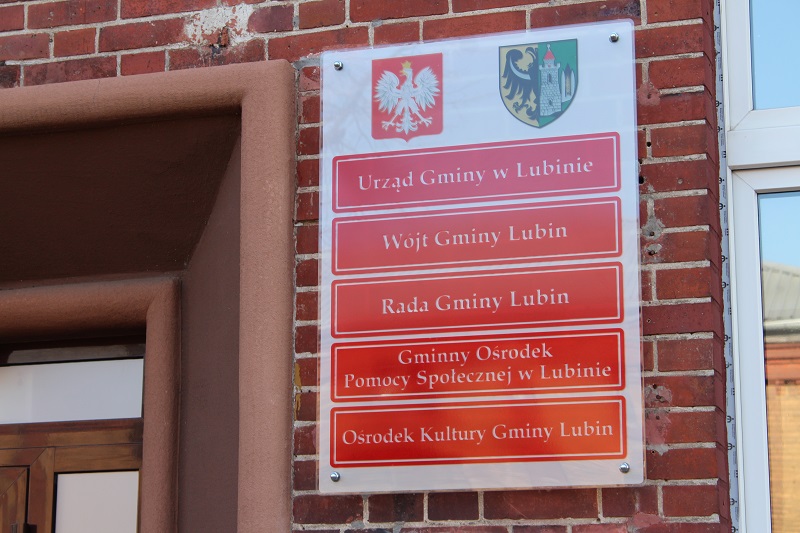 Urząd Gminy w Lubinie
Wójt Gminy Lubin
Rada Gminy Lubin
Gminny Ośrodek
Pomocy Społecznej w Lubinie
Ośrodek Kultury Gminy Lubin